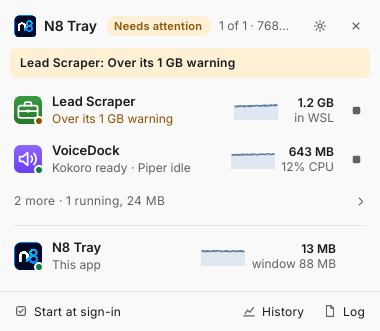 n8 N8 Tray Needs attention 1 of 1 · 768...
Lead Scraper: Over its 1 GB warning
Lead Scraper 1.2 GB
Over its 1 GB warning in WSL
VoiceDock 643 MB
Kokoro ready · Piper idle 12% CPU
2 more · 1 running, 24 MB
n8 N8 Tray 13 MB
This app window 88 MB
Start at sign-in History Log